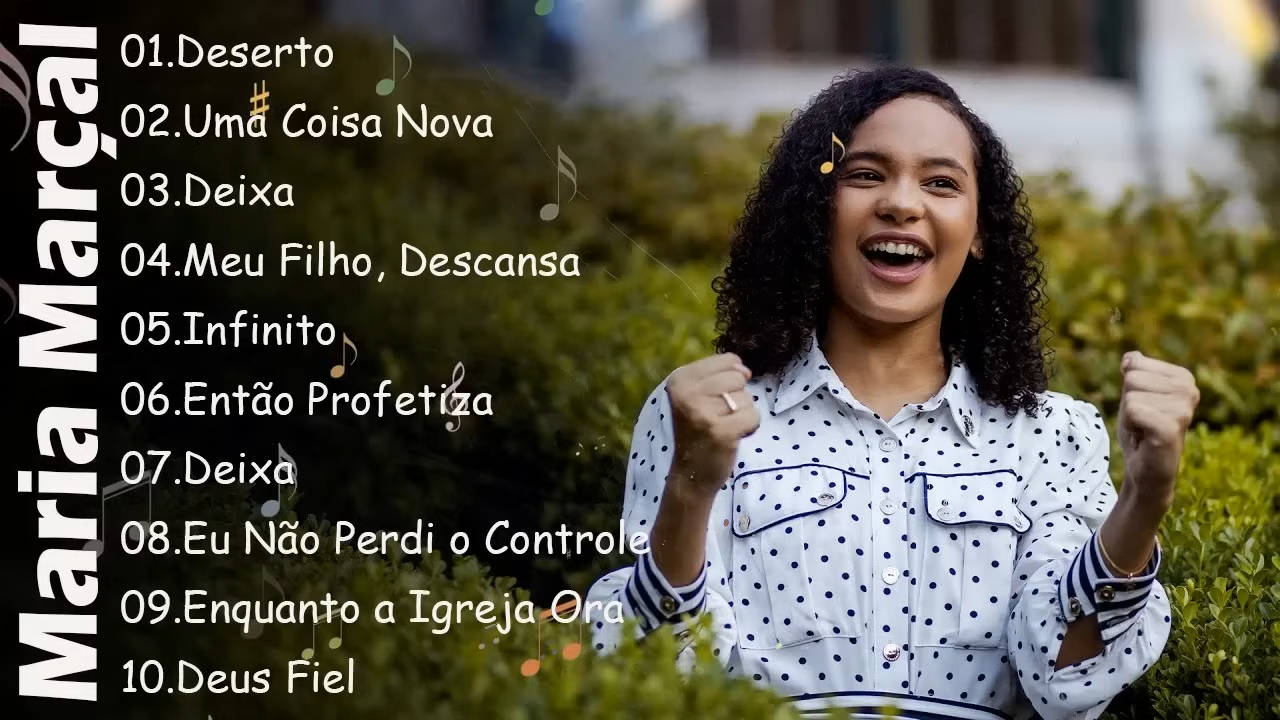 Maria Marçal
01.Deserto
02.Uma Coisa Nova
03.Deixa
04.Meu Filho, Descansa
05.Infinito
06.Então Profetiza
07.Deixa
08.Eu Não Perdi o Controle
09.Enquanto a Igreja Ora
10.Deus Fiel